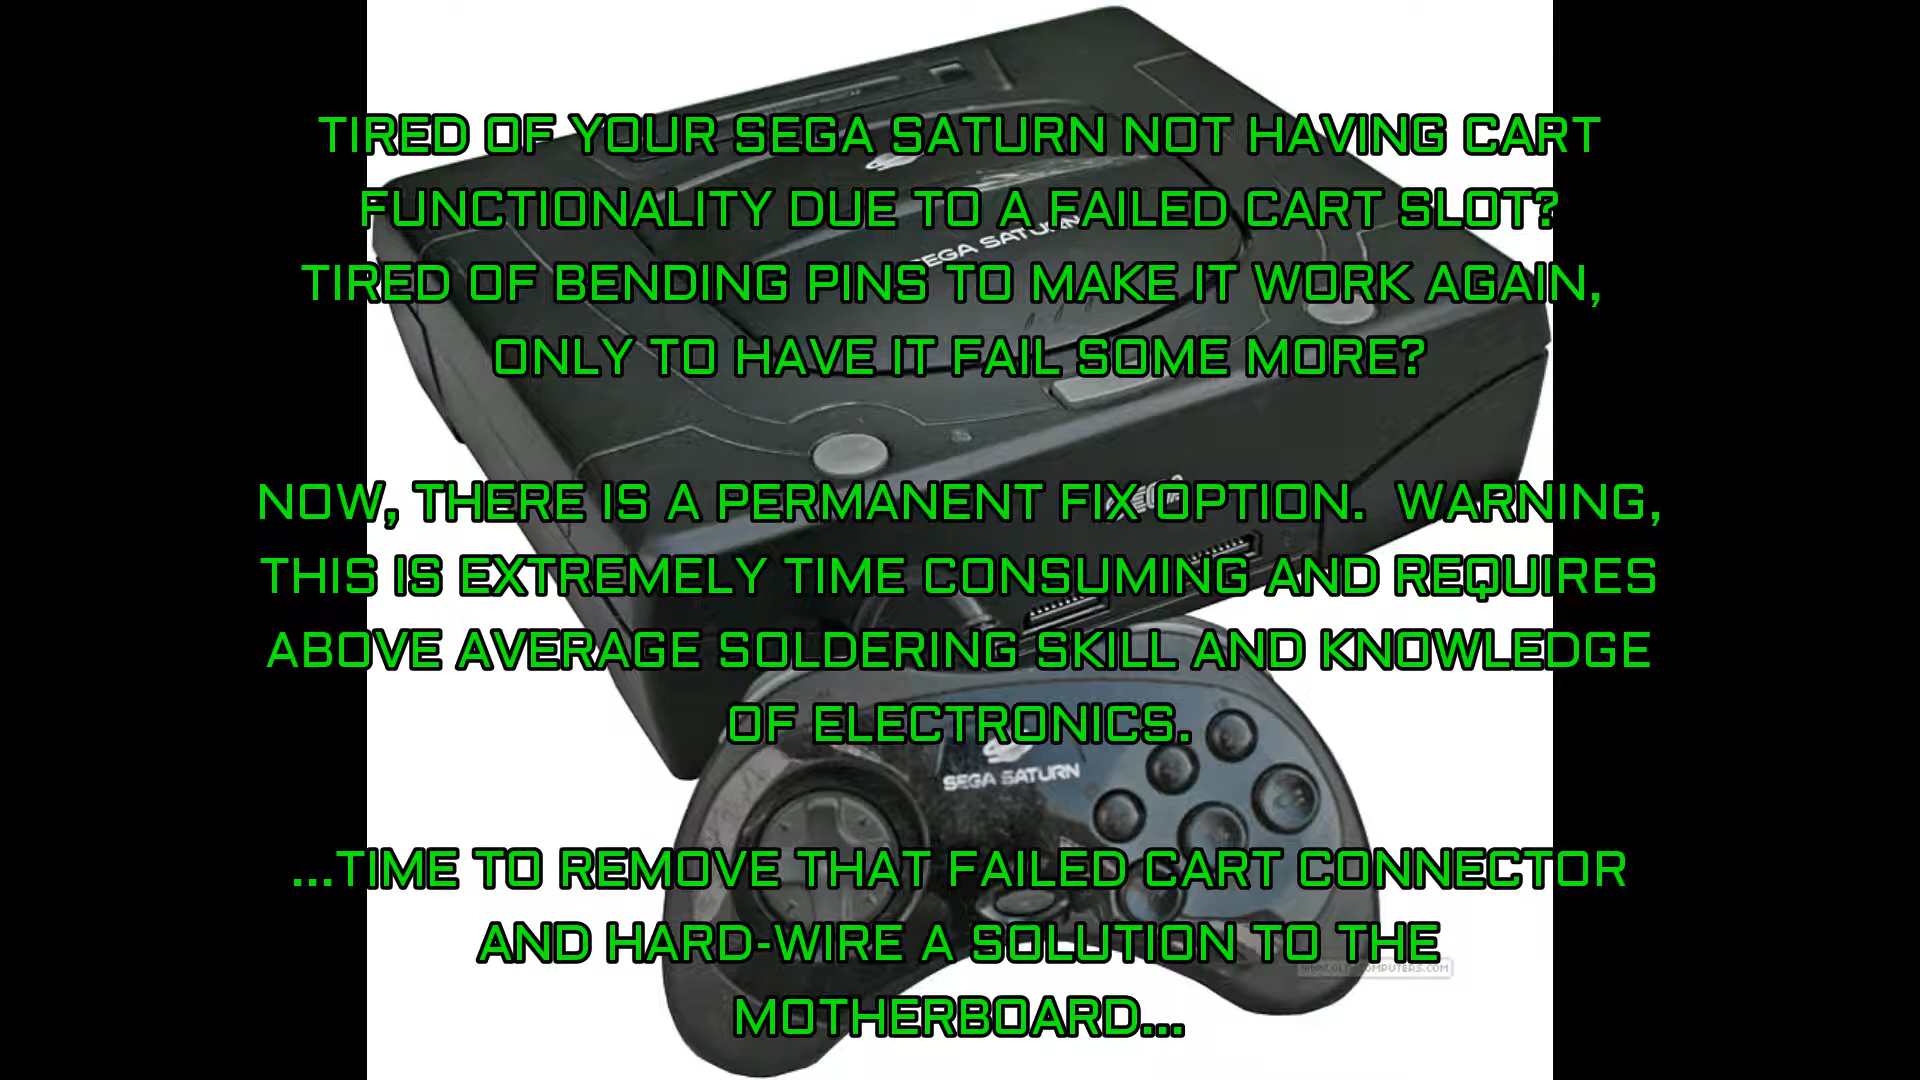 TIRED OF YOUR SEGA SATURN NOT HAVING CART
FUNCTIONALITY DUE TO A FAILED CART SLOT?
SEGA SATURN
TIRED OF BENDING PINS TO MAKE IT WORK AGAIN,
ONLY TO HAVE IT FAIL SOME MORE?
SEGA
NOW, THERE IS A PERMANENT FIX OPTION. WARNING,
THIS IS EXTREMELY TIME CONSUMING AND REQUIRES
ABOVE AVERAGE SOLDERING SKILL AND KNOWLEDGE
OF ELECTRONICS.
SEGA SATURN
...TIME TO REMOVE THAT FAILED CART CONNECTOR
AND HARD-WIRE A SOLUTION TO THE
MOTHERBOARD...